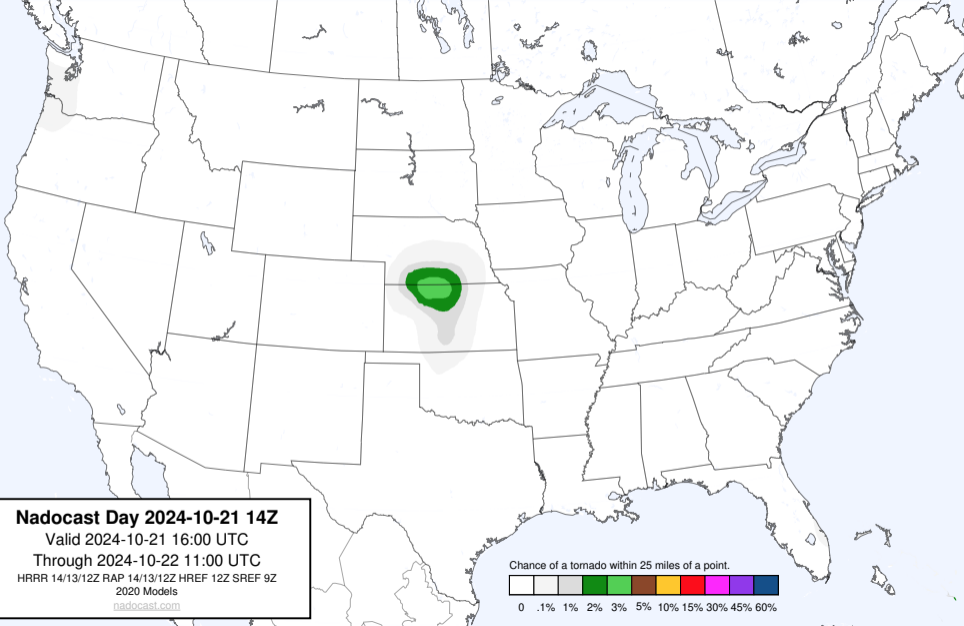 Nadocast Day 2024-10-21 14Z
Valid 2024-10-21 16:00 UTC
Through 2024-10-22 11:00 UTC
HRRR 14/13/12Z RAP 14/13/12Z HREF 12Z SREF 9Z
2020 Models
nadocast.com
Chance of a tornado within 25 miles of a point.
0 .1% 1% 2% 3% 5% 10% 15% 30% 45% 60%